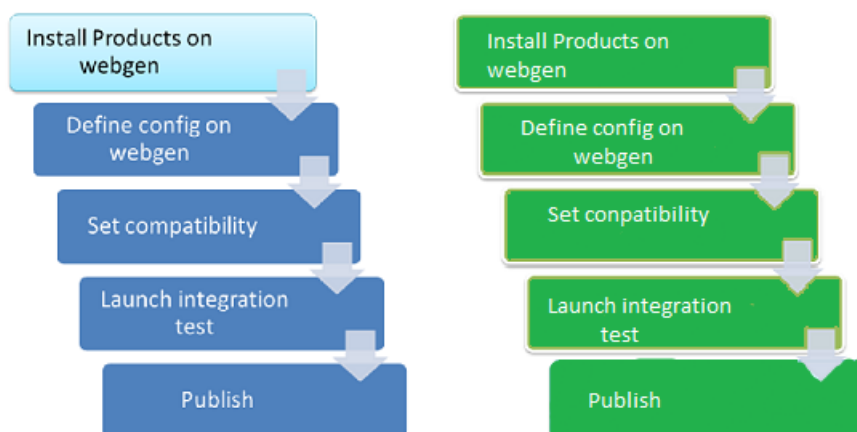 Install Products on
webgen
Define config on
webgen
Set compatibility
Launch integration
test
Publish
Install Products on
webgen
Define config on
webgen
Set conpatibility
Launch integration
test
Publish